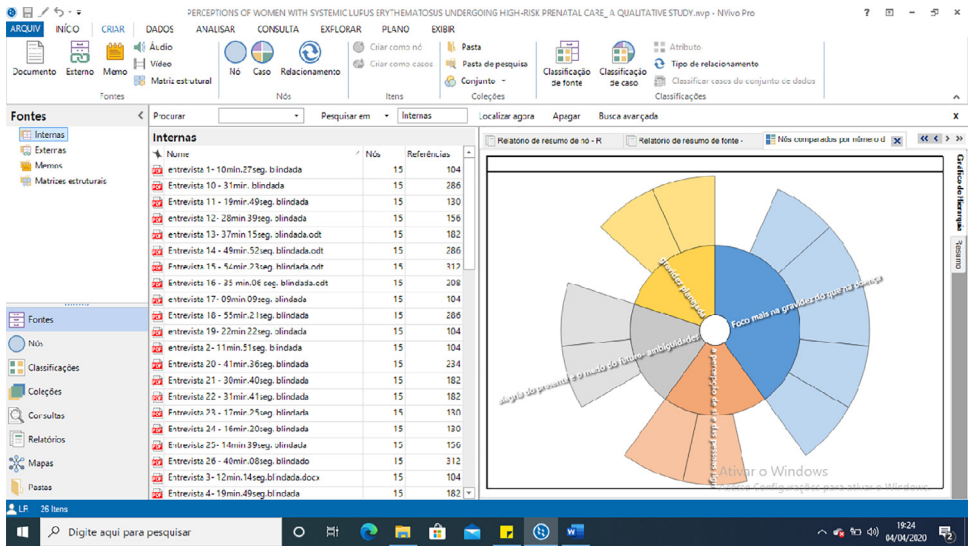 PERCEPTIONS OF WOMEN WITH SYSTEMIC LUPUS ERYTHEMATOSUS UNDERGOING HIGH-RISK PRENATAL CARE_ A QUALITATIVE STUDY.nvp - NVivo Pro
ARQUIV INÍCIO CRIAR DADOS ANALISAR CONSULTA EXPLORAR PLANO EXIBIR
Documento Externo Memo
Áudio
Vídeo
Matriz estrutural
Fontes
Nó Caso Relacionamento
Nós
Criar como nó
Criar como casos
Itens
Pasta
Pasta de pesquisa
Conjunto
Coleções
Classificação de fonte
Classificação de caso
Atributo
Tipo de relacionamento
Classificar casos do conjunto de dados
Classificações
Fontes
Internas
Externas
Memos
Matrizes estruturais
Fontes
Nós
Classificações
Coleções
Consultas
Relatórios
Mapas
Pastas
Procurar Pesquisar em Internas Localizar agora Apagar Busca avançada x
Internas
Nome Nós Referências
entrevista 1- 10min.27seg. blindada 15 104
Entrevista 10 - 31min. blindada 15 286
Entrevista 11 - 19min.49seg. blindada 15 130
entrevista 12- 28min 39seg. blindada 15 156
entrevista 13- 37min 15seg. blindada.odt 15 182
Entrevista 14 - 49min.52seg. blindada.odt 15 286
Entrevista 15 - 54min.23seg. blindada.odt 15 312
Entrevista 16 - 35 min.06 seg. blindada.odt 15 208
entrevista 17- 09min 09seg. blindada 15 104
Entrevista 18 - 55min.21seg. blindada 15 286
entrevista 19- 22min 22seg. blindada 15 104
entrevista 2- 11min.51seg. blindada 15 104
Entrevista 20 - 41min.36seg. blindada 15 234
Entrevista 21 - 30min.40seg. blindada 15 182
Entrevista 22 - 31min.41seg. blindada 15 182
Entrevista 23 - 17min.25seg. blindada 15 130
Entrevista 24 - 16min.20seg. blindada 15 130
Entrevista 25- 14min 39seg. blindada 15 156
Entrevista 26 - 40min.08seg. blindado 15 312
Entrevista 3- 12min.14seg.blindada.docx 15 104
Entrevista 4- 19min.49seg.blindada 15 182
Relatório de resumo de nó - R
Relatório de resumo de fonte -
Nós comparados por número d
Gráfico de Hierarquia
Resumo
gravidez planejada
Foco mais na gravidez do que na doença
alegria do presente e o medo do futuro- ambiguidades
Ativar o Windows
Acesse Configurações para ativar o Windows.
LF 26 Itens
Digite aqui para pesquisar
19:24
04/04/2020
2